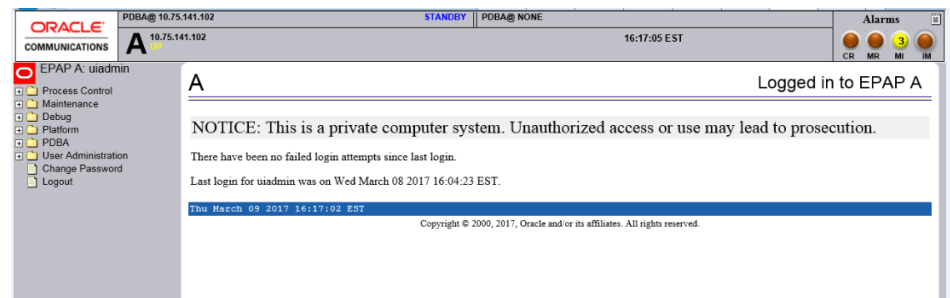 ORACLE
COMMUNICATIONS
PDBA@ 10.75.141.102 STANDBY PDBA@ NONE
A 10.75.141.102
UP
16:17:05 EST
Alarms
3
CR MR MI IM
EPAP A: uiadmin
Process Control
Maintenance
Debug
Platform
PDBA
User Administration
Change Password
Logout
A Logged in to EPAP A
NOTICE: This is a private computer system. Unauthorized access or use may lead to prosecution.
There have been no failed login attempts since last login.
Last login for uiadmin was on Wed March 08 2017 16:04:23 EST.
Thu March 09 2017 16:17:02 EST
Copyright © 2000, 2017, Oracle and/or its affiliates. All rights reserved.